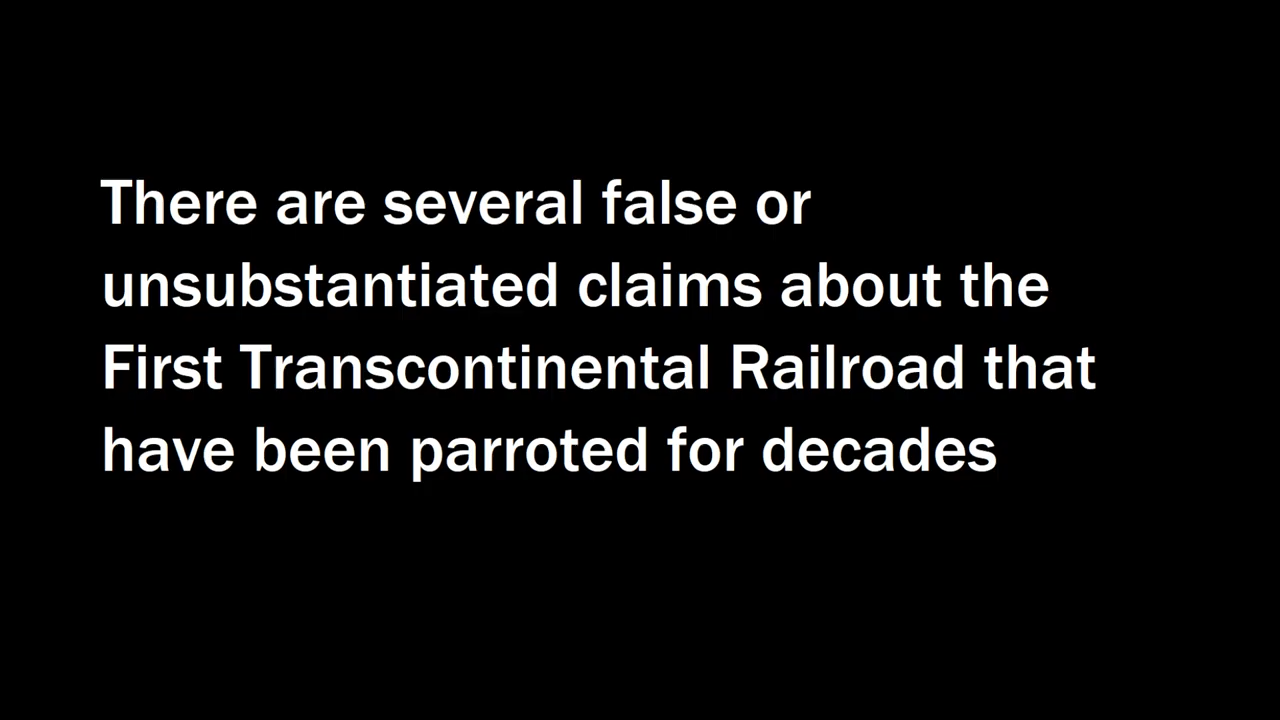 There are several false or
unsubstantiated claims about the
First Transcontinental Railroad that
have been parroted for decades